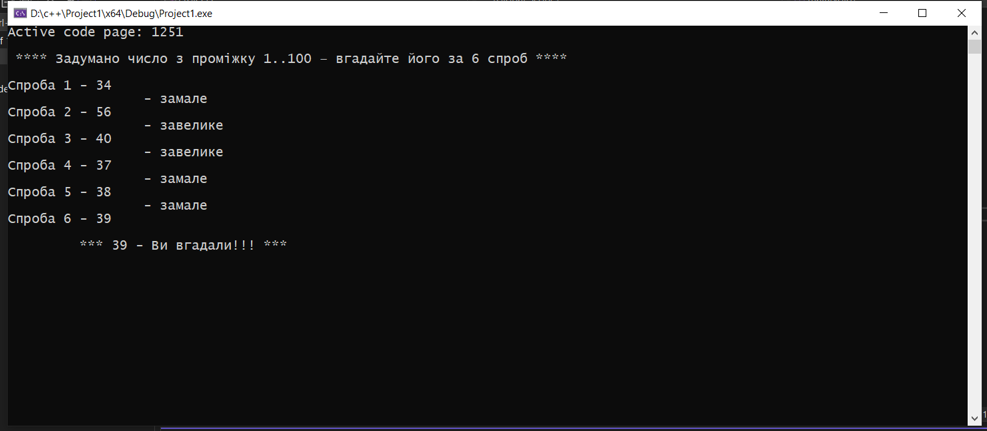 D:\c++\Project1\x64\Debug\Project1.exe
Active code page: 1251
**** Задумано число з проміжку 1..100 – вгадайте його за 6 спроб ****
Спроба 1 - 34
- замале
Спроба 2 - 56
- завелике
Спроба 3 - 40
- завелике
Спроба 4 - 37
- замале
Спроба 5 - 38
- замале
Спроба 6 - 39
*** 39 - Ви вгадали!!! ***